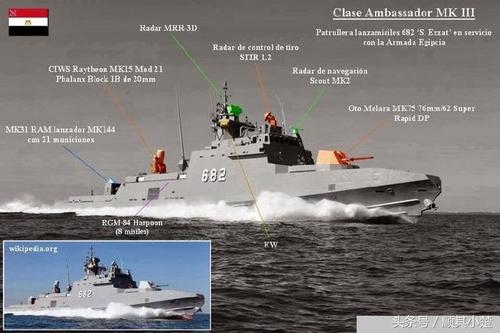 Clase Ambassador MK III
Patrullera lanzamisiles 682 'S. Ezzat' en servicio
con la Armada Egipcia
Radar MRR-3D
Radar de control de tiro
STIR 1.2
Radar de navegación
Scout MK2
CIWS Raytheon MK15 Mod 21
Phalanx Block 1B de 20mm
Oto Melara MK75 76mm/62 Super
Rapid DP
MK31 RAM lanzador MK144
con 21 municiones
682
RGM-84 Harpoon
(8 misiles)
EW
wikipedia.org
682
头条号 / 顺其小楚